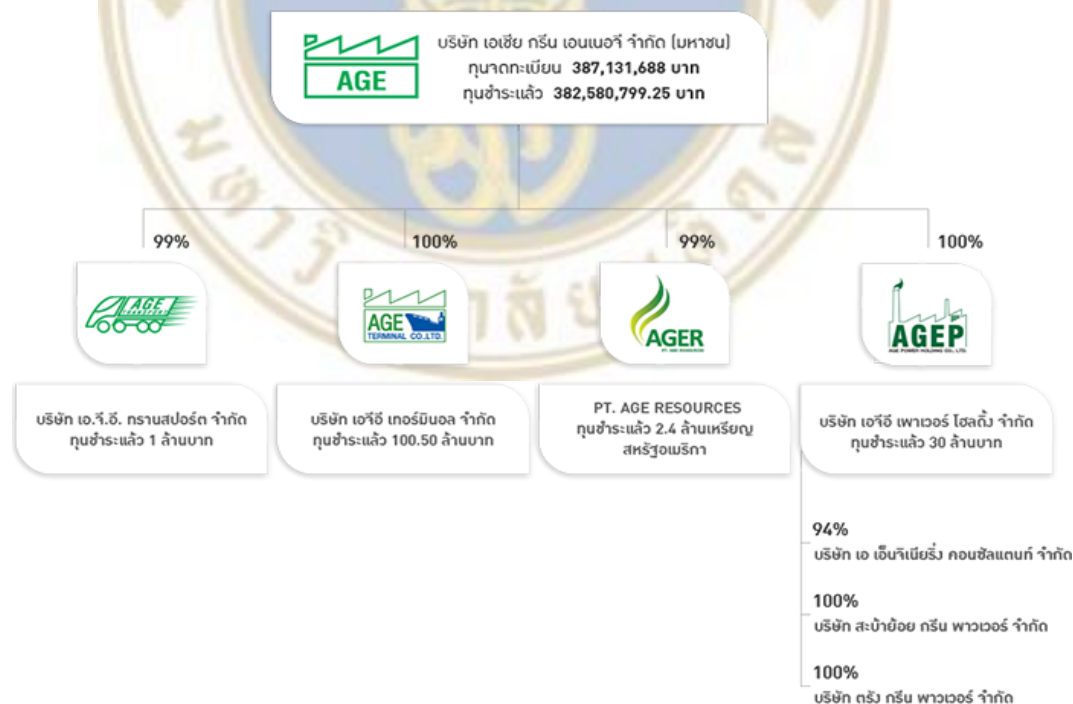 AGE
บริษัท เอเชีย กรีน เอนเนอจี จำกัด (มหาชน)
ทุนจดทะเบียน 387,131,688 บาท
ทุนชำระแล้ว 382,580,799.25 บาท
99%
100%
99%
100%
AGE
AGE
TERMINAL CO.,LTD.
AGER
PT. AGE RESOURCES
AGEP
AGE POWER HOLDING CO., LTD.
บริษัท เอ.จี.อี. ทรานสปอร์ต จำกัด
ทุนชำระแล้ว 1 ล้านบาท
บริษัท เอจีอี เทอร์มินอล จำกัด
ทุนชำระแล้ว 100.50 ล้านบาท
PT. AGE RESOURCES
ทุนชำระแล้ว 2.4 ล้านเหรียญ
สหรัฐอเมริกา
บริษัท เอจีอี เพาเวอร์ โฮลดิ้ง จำกัด
ทุนชำระแล้ว 30 ล้านบาท
94%
บริษัท เอ เอ็นจิเนียริ่ง คอนซัลแตนท์ จำกัด
100%
บริษัท สะบ้าย้อย กรีน พาวเวอร์ จำกัด
100%
บริษัท ตรัง กรีน พาวเวอร์ จำกัด